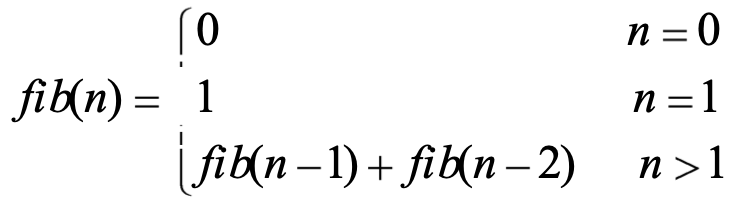 0 n = 0
fib(n) = 1 n = 1
fib(n − 1) + fib(n − 2) n > 1